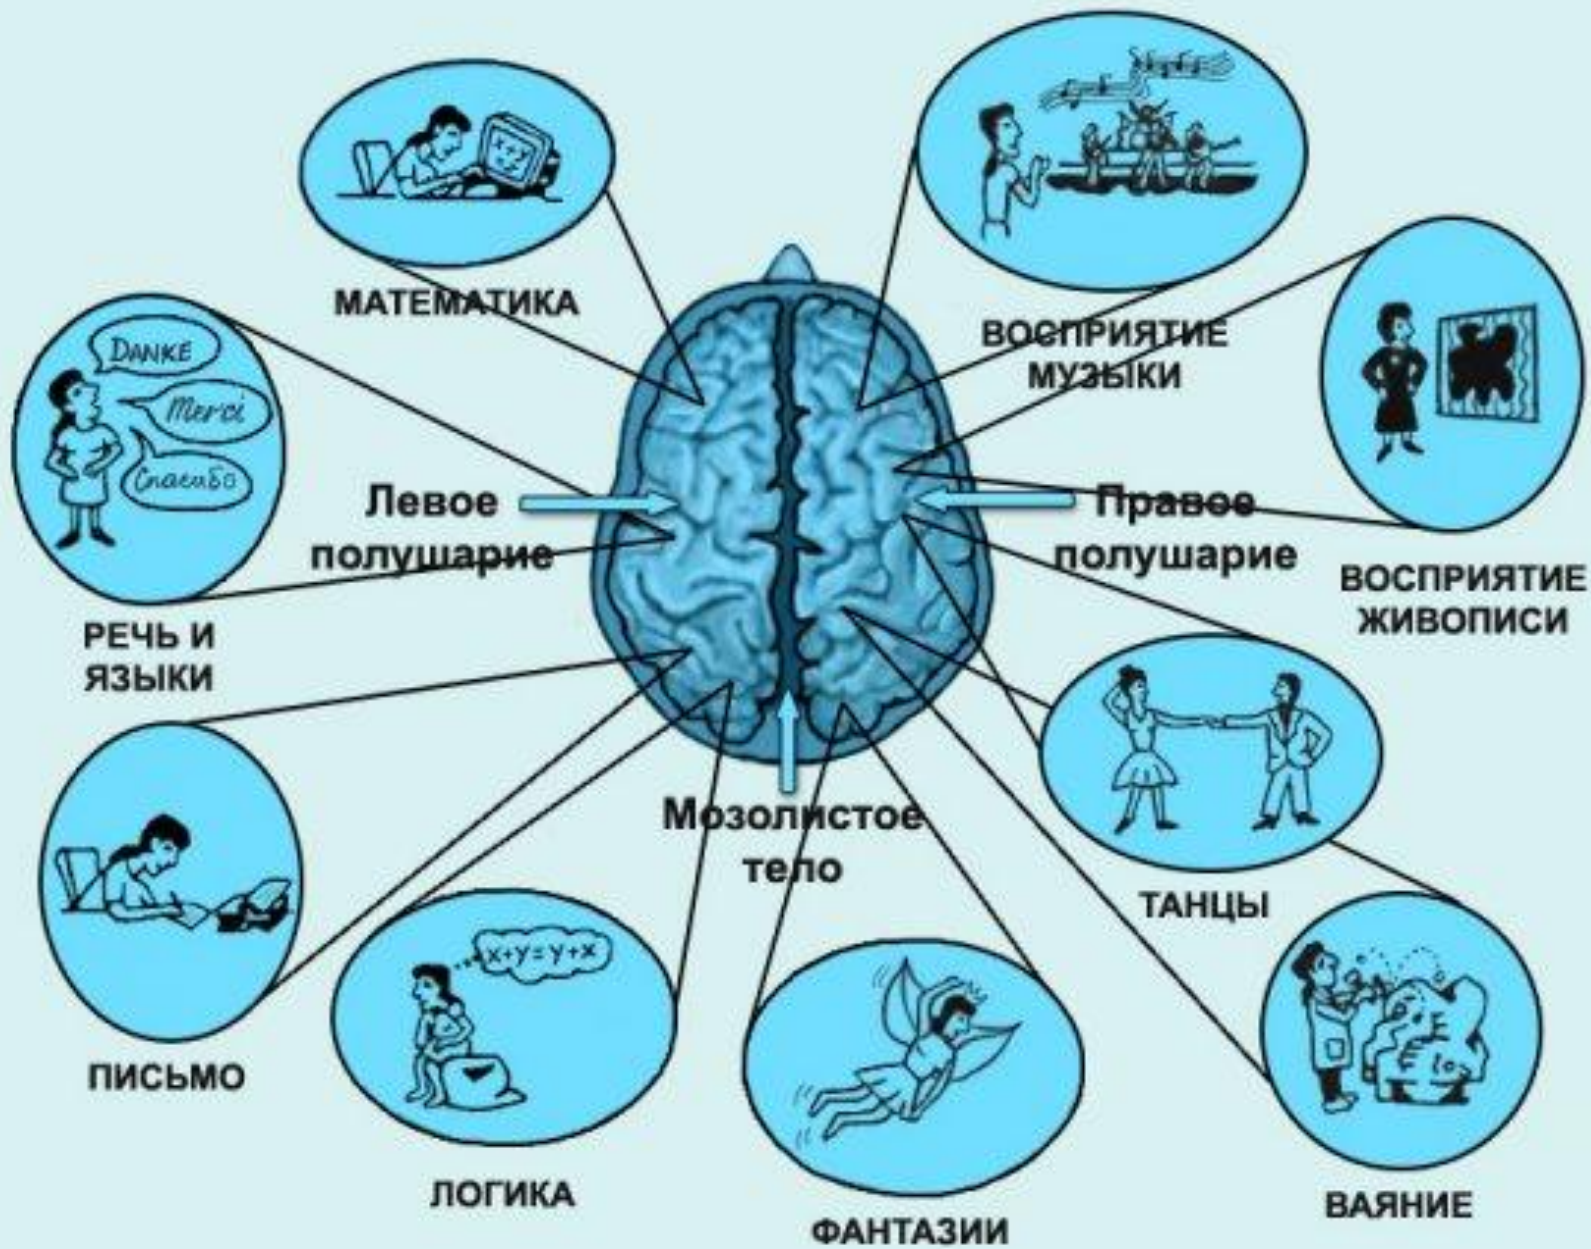 МАТЕМАТИКА
ВОСПРИЯТИЕ
МУЗЫКИ
DANKE
Merci
Спасибо
Левое
полушарие
Правое
полушарие
ВОСПРИЯТИЕ
ЖИВОПИСИ
РЕЧЬ И
ЯЗЫКИ
Мозолистое
тело
ТАНЦЫ
x+y=y+x
ПИСЬМО
ЛОГИКА
ФАНТАЗИИ
ВАЯНИЕ